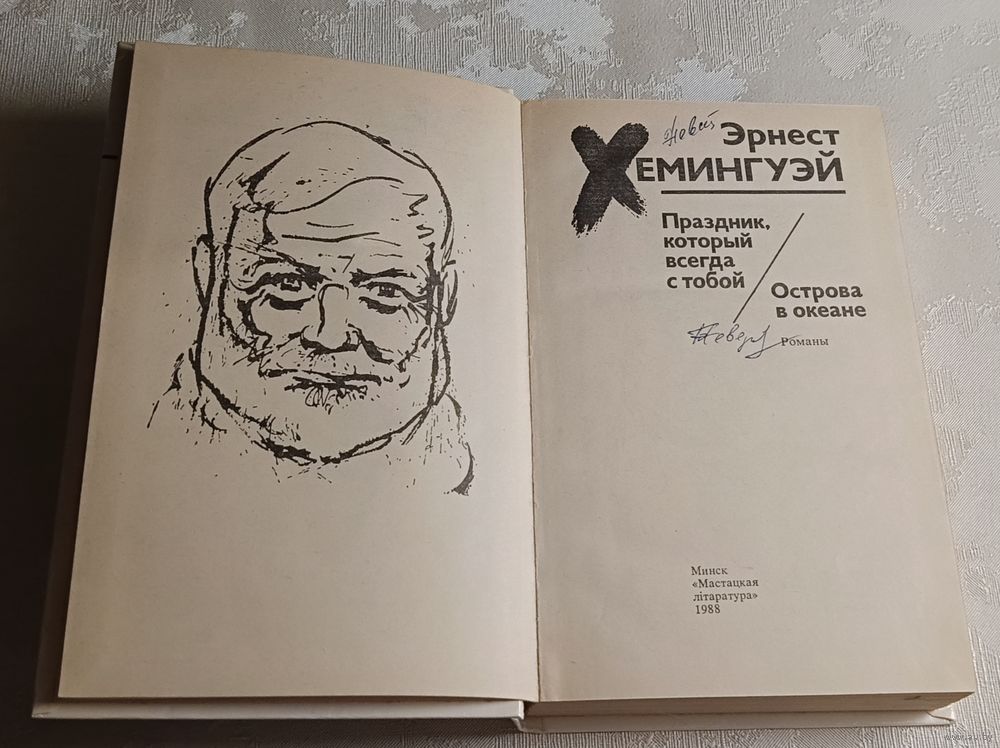 Эрнест
ХЕМИНГУЭЙ
Праздник,
который
всегда
с тобой
Острова
в океане
Романы
Минск
«Мастацкая
літаратура»
1988